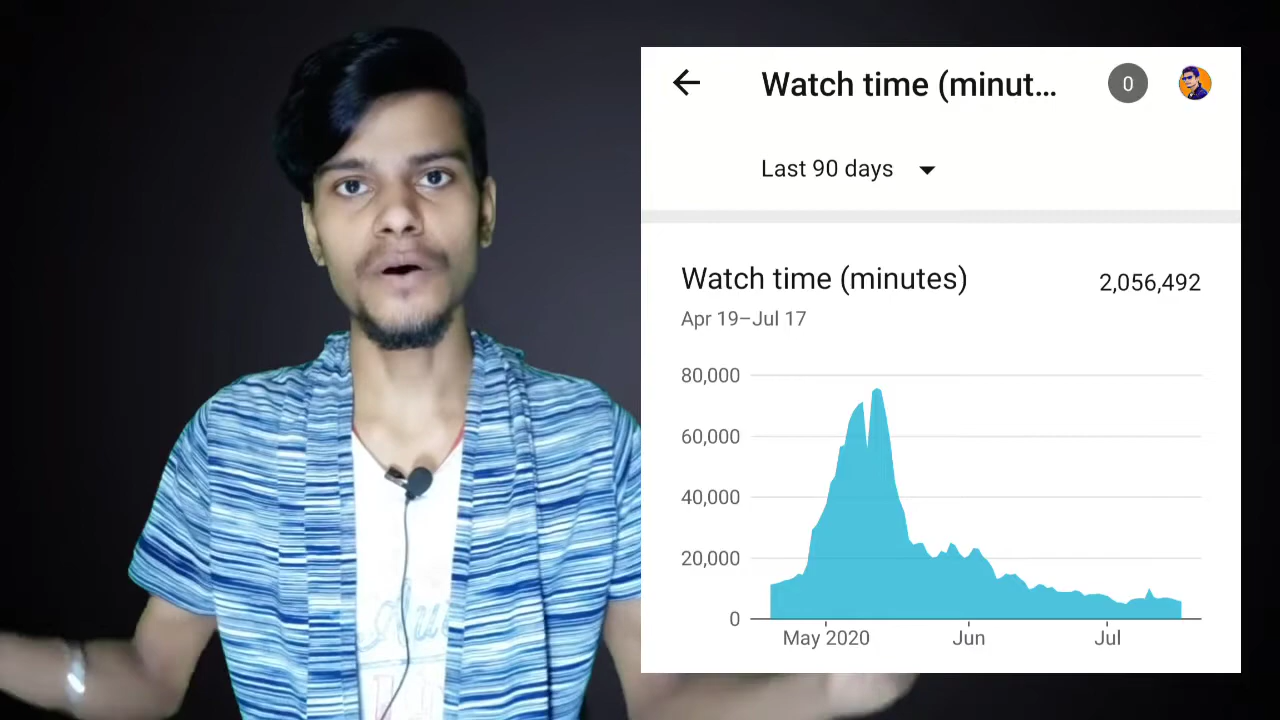 Watch time (minut...
0
Last 90 days
Watch time (minutes)
2,056,492
Apr 19–Jul 17
80,000
60,000
40,000
20,000
0
May 2020
Jun
Jul